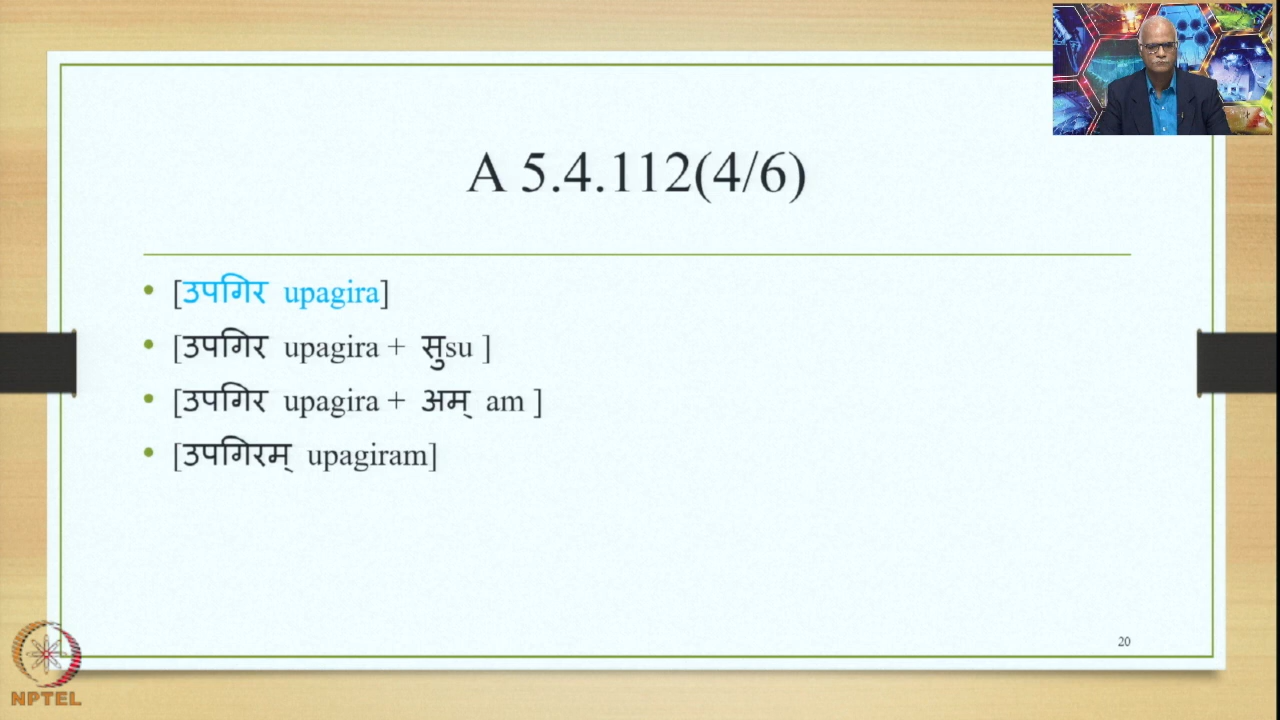 A 5.4.112(4/6)
• [उपगिर upagira]
• [उपगिर upagira + सुsu ]
• [उपगिर upagira + अम् am ]
• [उपगिरम् upagiram]
20
NPTEL